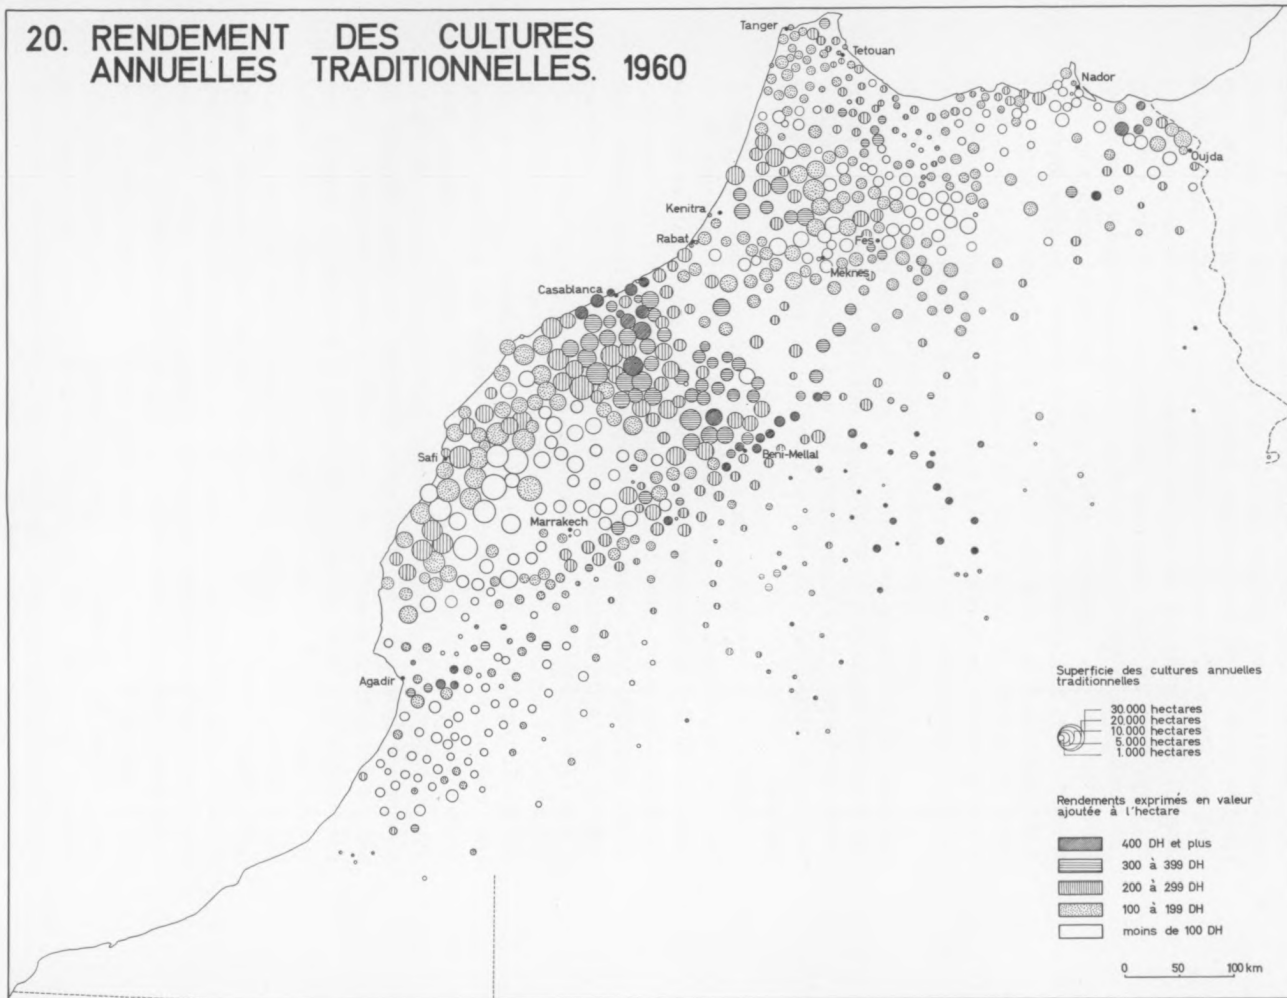 20. RENDEMENT DES CULTURES
ANNUELLES TRADITIONNELLES. 1960
Tanger
Tetouan
Nador
Oujda
Kenitra
Rabat
Fès
Meknès
Casablanca
Safi
Beni-Mellal
Marrakech
Agadir
Superficie des cultures annuelles
traditionnelles
30.000 hectares
20.000 hectares
10.000 hectares
5.000 hectares
1.000 hectares
Rendements exprimés en valeur
ajoutée à l'hectare
400 DH et plus
300 à 399 DH
200 à 299 DH
100 à 199 DH
moins de 100 DH
0 50 100 km